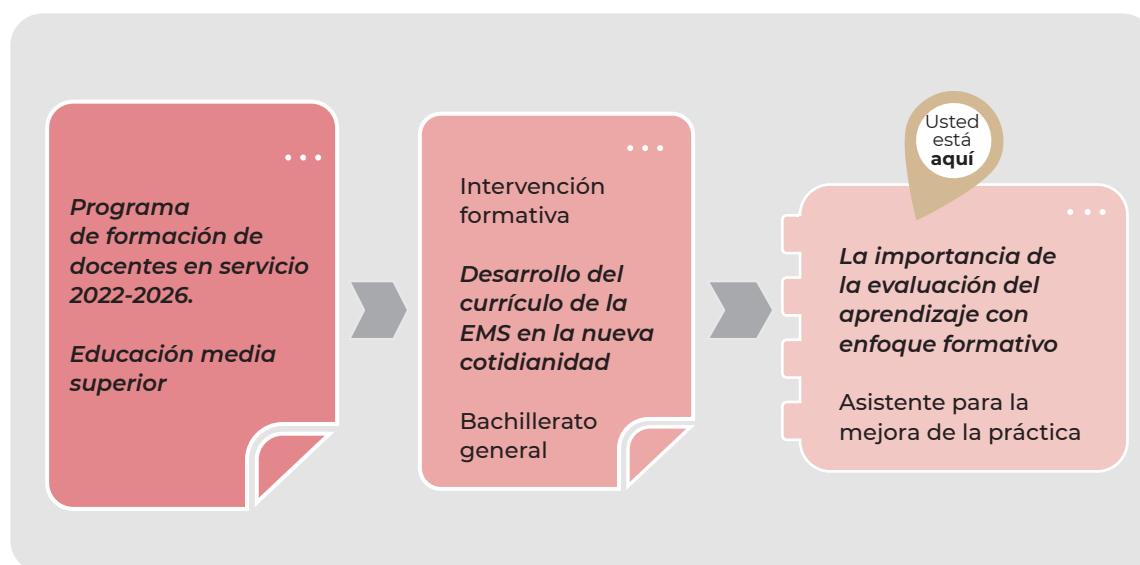 Programa
de formación de
docentes en servicio
2022-2026.
Educación media
superior
Intervención
formativa
Desarrollo del
currículo de la
EMS en la nueva
cotidianidad
Bachillerato
general
Usted
está
aquí
La importancia de
la evaluación del
aprendizaje con
enfoque formativo
Asistente para la
mejora de la práctica